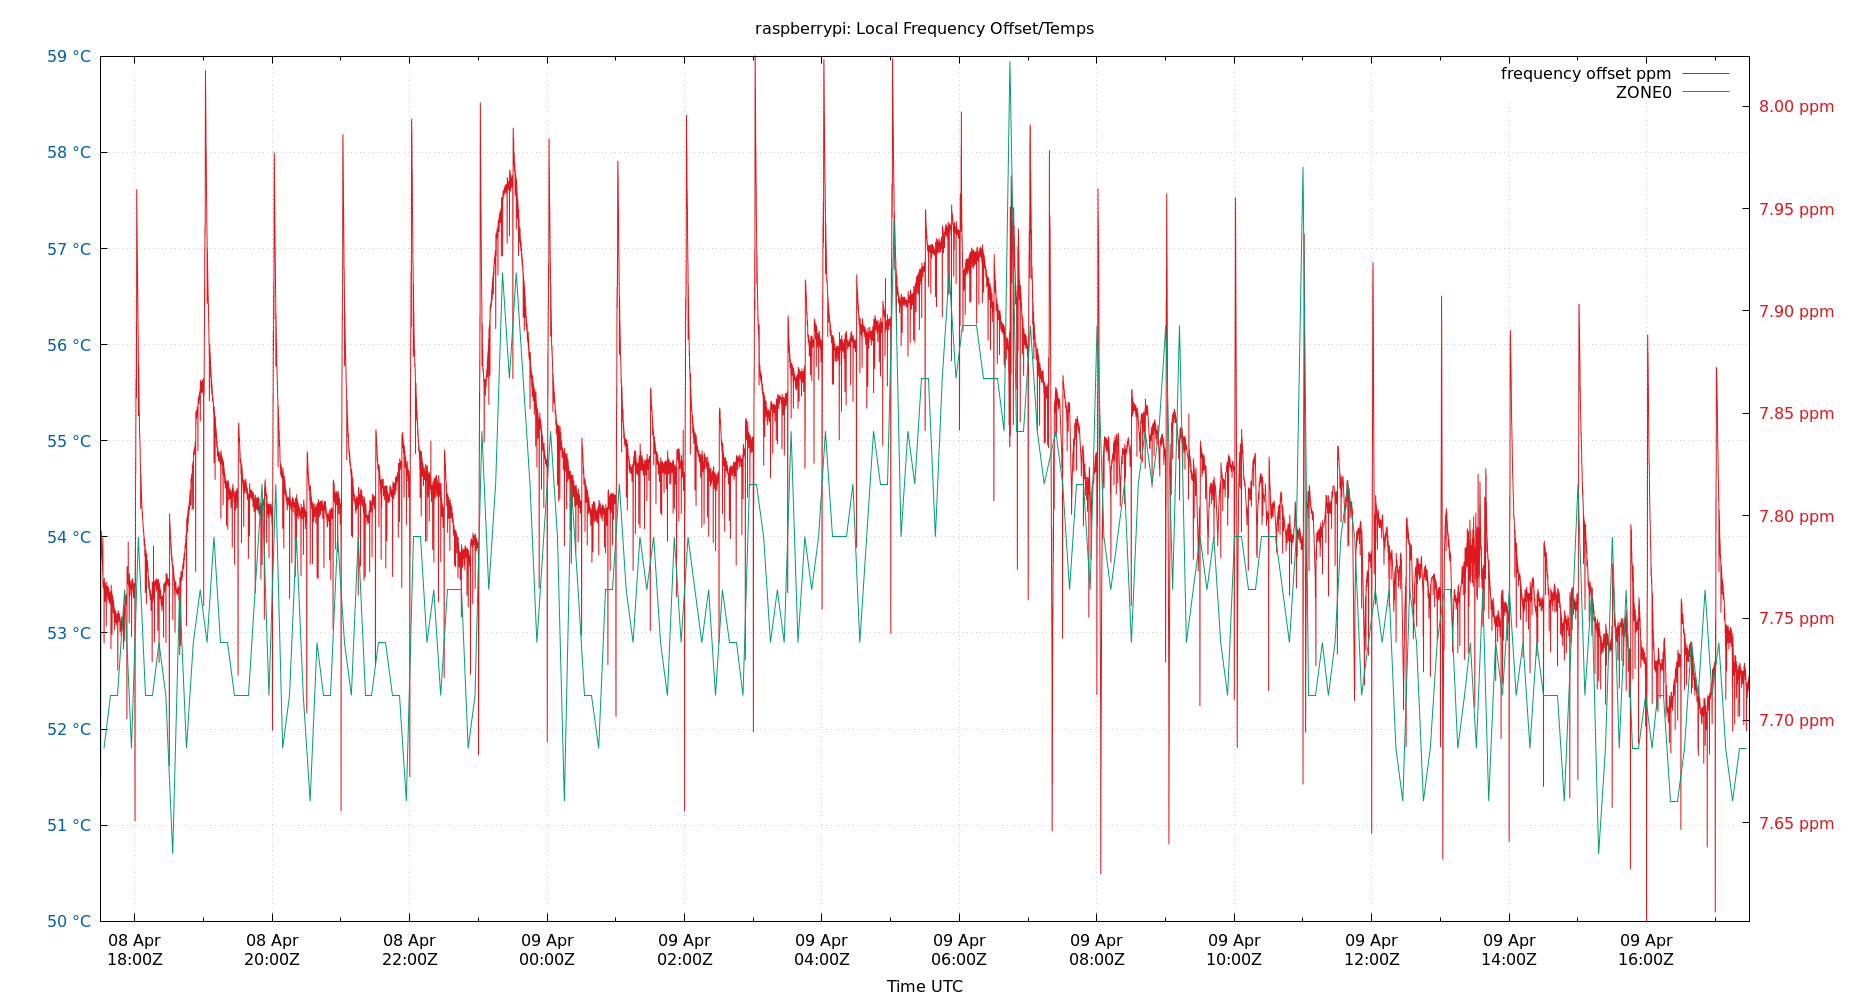 raspberrypi: Local Frequency Offset/Temps
frequency offset ppm
ZONE0
59 °C
58 °C
57 °C
56 °C
55 °C
54 °C
53 °C
52 °C
51 °C
50 °C
8.00 ppm
7.95 ppm
7.90 ppm
7.85 ppm
7.80 ppm
7.75 ppm
7.70 ppm
7.65 ppm
08 Apr 08 Apr 08 Apr 09 Apr 09 Apr 09 Apr 09 Apr 09 Apr 09 Apr 09 Apr 09 Apr 09 Apr
18:00Z 20:00Z 22:00Z 00:00Z 02:00Z 04:00Z 06:00Z 08:00Z 10:00Z 12:00Z 14:00Z 16:00Z
Time UTC